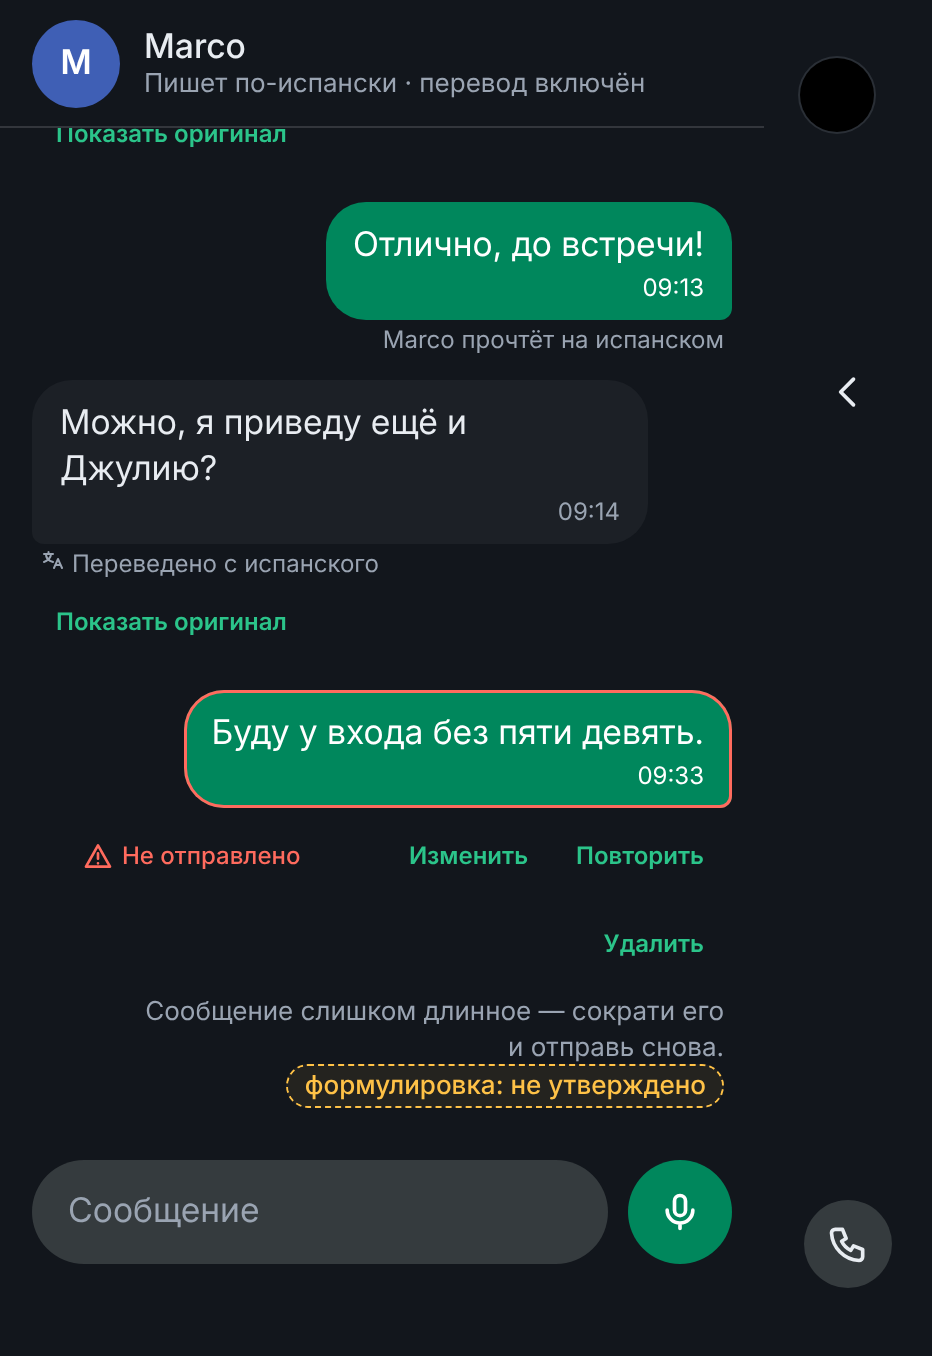 M
Marco
Пишет по-испански · перевод включён
Показать оригинал
Отлично, до встречи!
09:13
Marco прочтёт на испанском
Можно, я приведу ещё и
Джулию?
09:14
Переведено с испанского
Показать оригинал
Буду у входа без пяти девять.
09:33
Не отправлено Изменить Повторить
Удалить
Сообщение слишком длинное — сократи его
и отправь снова.
формулировка: не утверждено
Сообщение